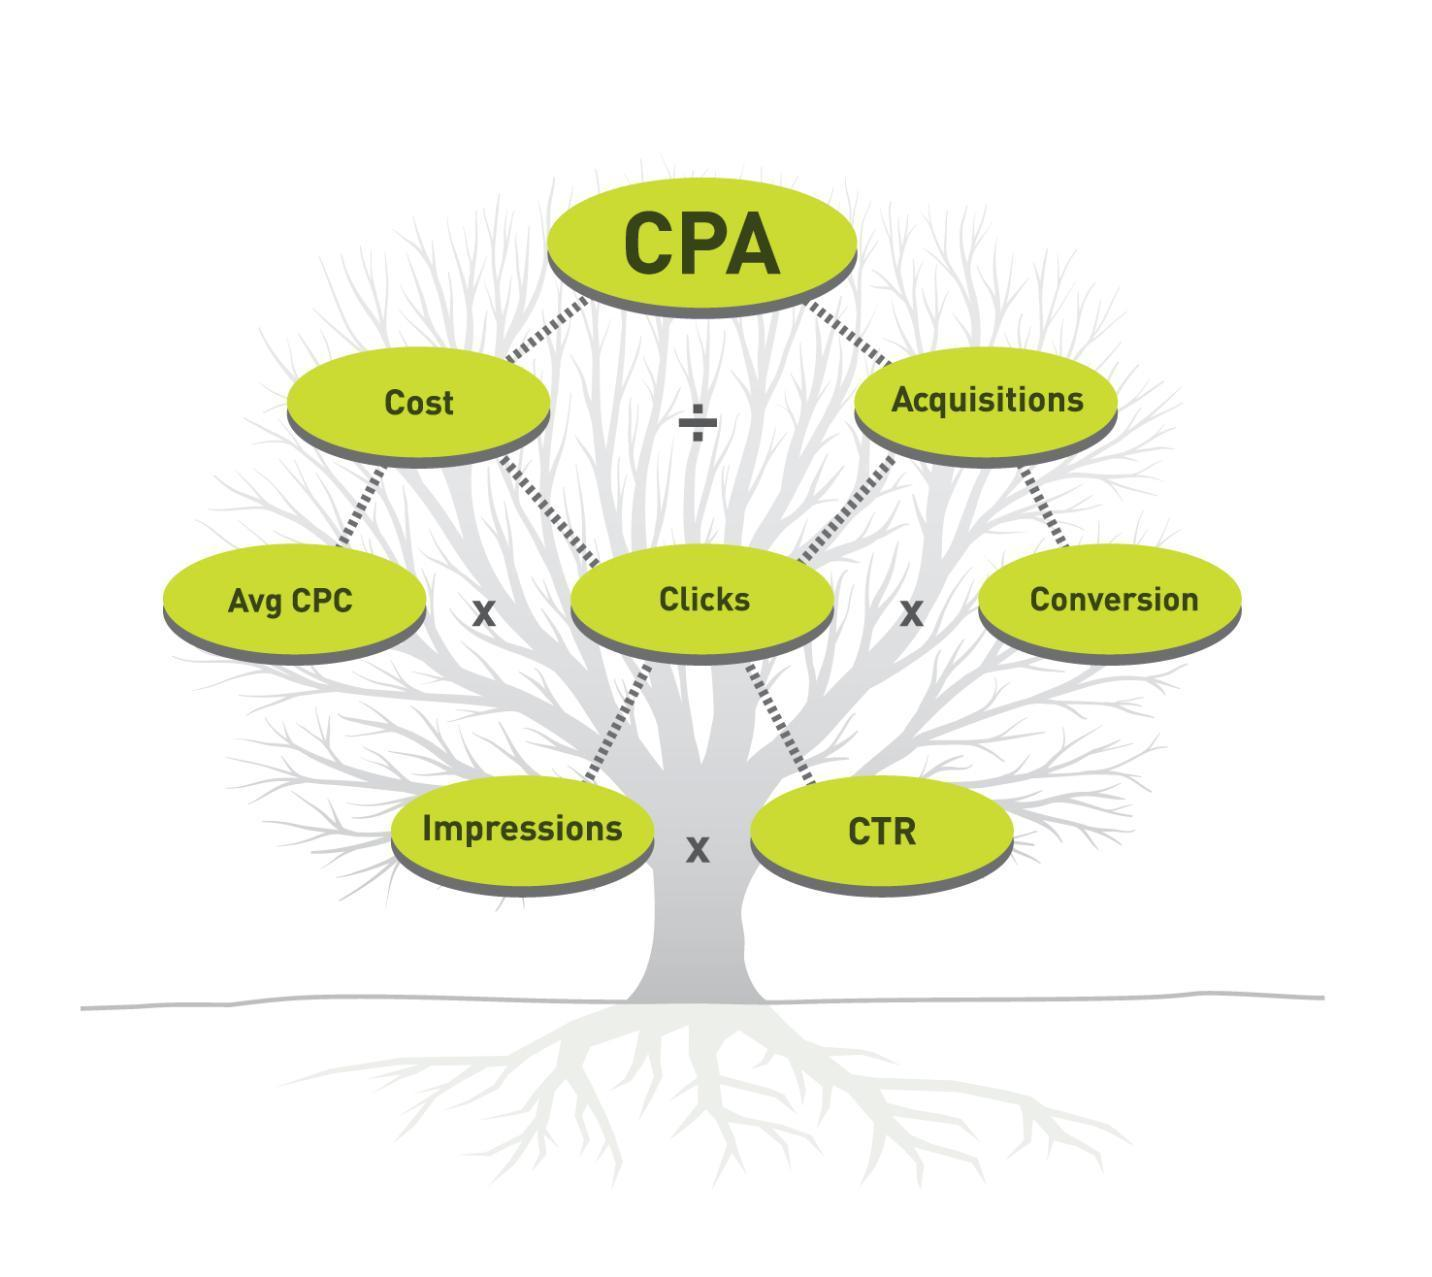 CPA
Cost
÷
Acquisitions
Avg CPC
x
Clicks
x
Conversion
Impressions
x
CTR